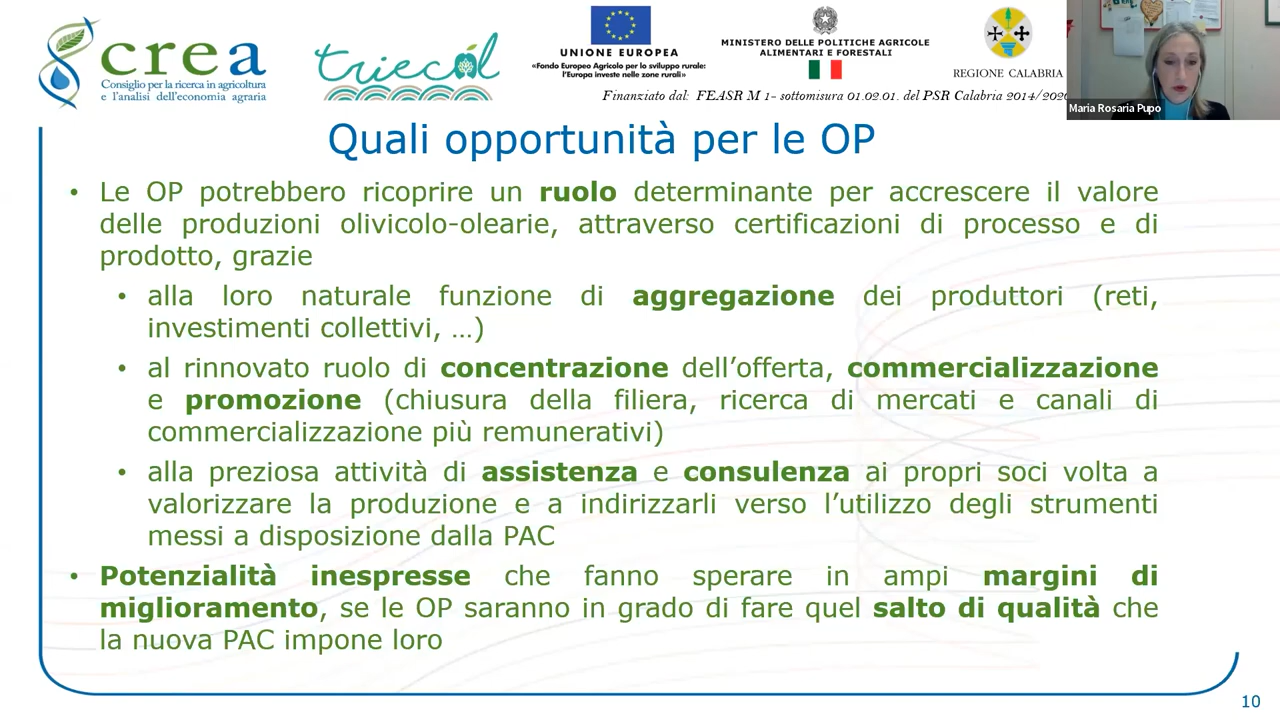 crea
Consiglio per la ricerca in agricoltura
e l'analisi dell'economia agraria
triecol
UNIONE EUROPEA
«Fondo Europeo Agricolo per lo sviluppo rurale:
l'Europa investe nelle zone rurali»
MINISTERO DELLE POLITICHE AGRICOLE
ALIMENTARI E FORESTALI
REGIONE CALABRIA
Finanziato dal: FEASR M 1- sottomisura 01.02.01. del PSR Calabria 2014/2020
Maria Rosaria Pupo
Quali opportunità per le OP
• Le OP potrebbero ricoprire un ruolo determinante per accrescere il valore
delle produzioni olivicolo-olearie, attraverso certificazioni di processo e di
prodotto, grazie
• alla loro naturale funzione di aggregazione dei produttori (reti,
investimenti collettivi, …)
• al rinnovato ruolo di concentrazione dell’offerta, commercializzazione
e promozione (chiusura della filiera, ricerca di mercati e canali di
commercializzazione più remunerativi)
• alla preziosa attività di assistenza e consulenza ai propri soci volta a
valorizzare la produzione e a indirizzarli verso l’utilizzo degli strumenti
messi a disposizione dalla PAC
• Potenzialità inespresse che fanno sperare in ampi margini di
miglioramento, se le OP saranno in grado di fare quel salto di qualità che
la nuova PAC impone loro
10